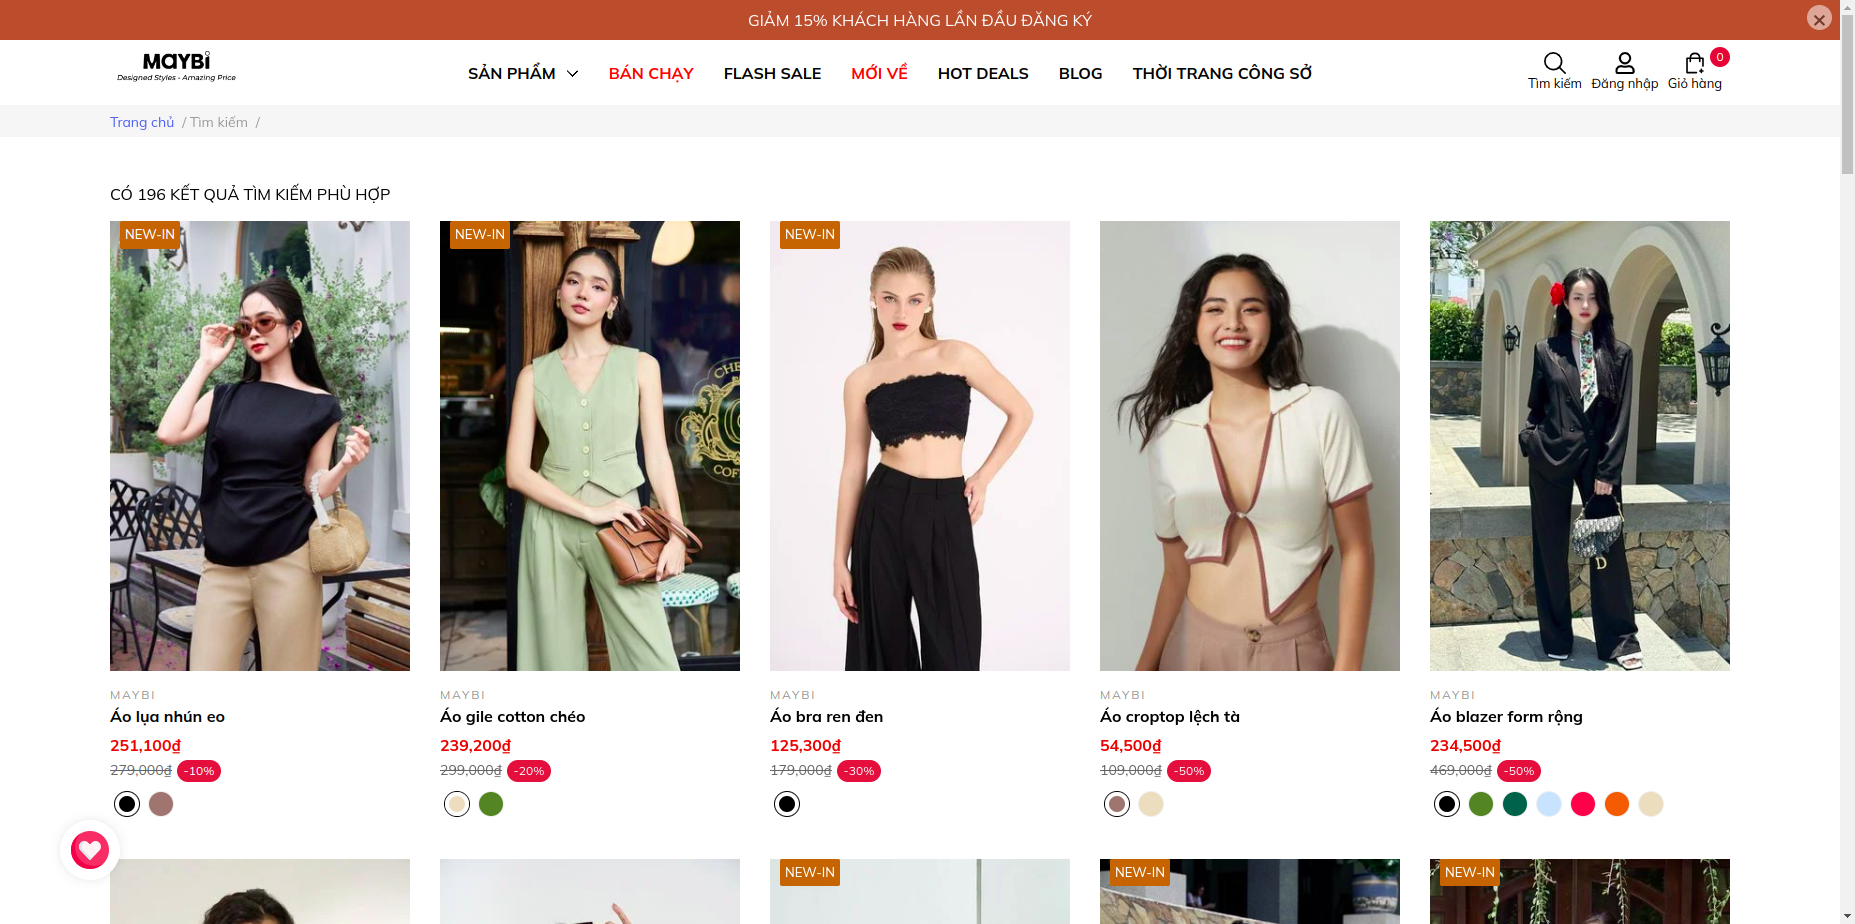 GIẢM 15% KHÁCH HÀNG LẦN ĐẦU ĐĂNG KÝ
MAYBI
Designed Styles - Amazing Price
SẢN PHẨM
BÁN CHẠY
FLASH SALE
MỚI VỀ
HOT DEALS
BLOG
THỜI TRANG CÔNG SỞ
Tìm kiếm
Đăng nhập
Giỏ hàng
0
Trang chủ / Tìm kiếm /
CÓ 196 KẾT QUẢ TÌM KIẾM PHÙ HỢP
NEW-IN
NEW-IN
NEW-IN
MAYBI
Áo lụa nhún eo
251,100₫
279,000₫ -10%
MAYBI
Áo gile cotton chéo
239,200₫
299,000₫ -20%
MAYBI
Áo bra ren đen
125,300₫
179,000₫ -30%
MAYBI
Áo croptop lệch tà
54,500₫
109,000₫ -50%
MAYBI
Áo blazer form rộng
234,500₫
469,000₫ -50%
NEW-IN
NEW-IN
NEW-IN